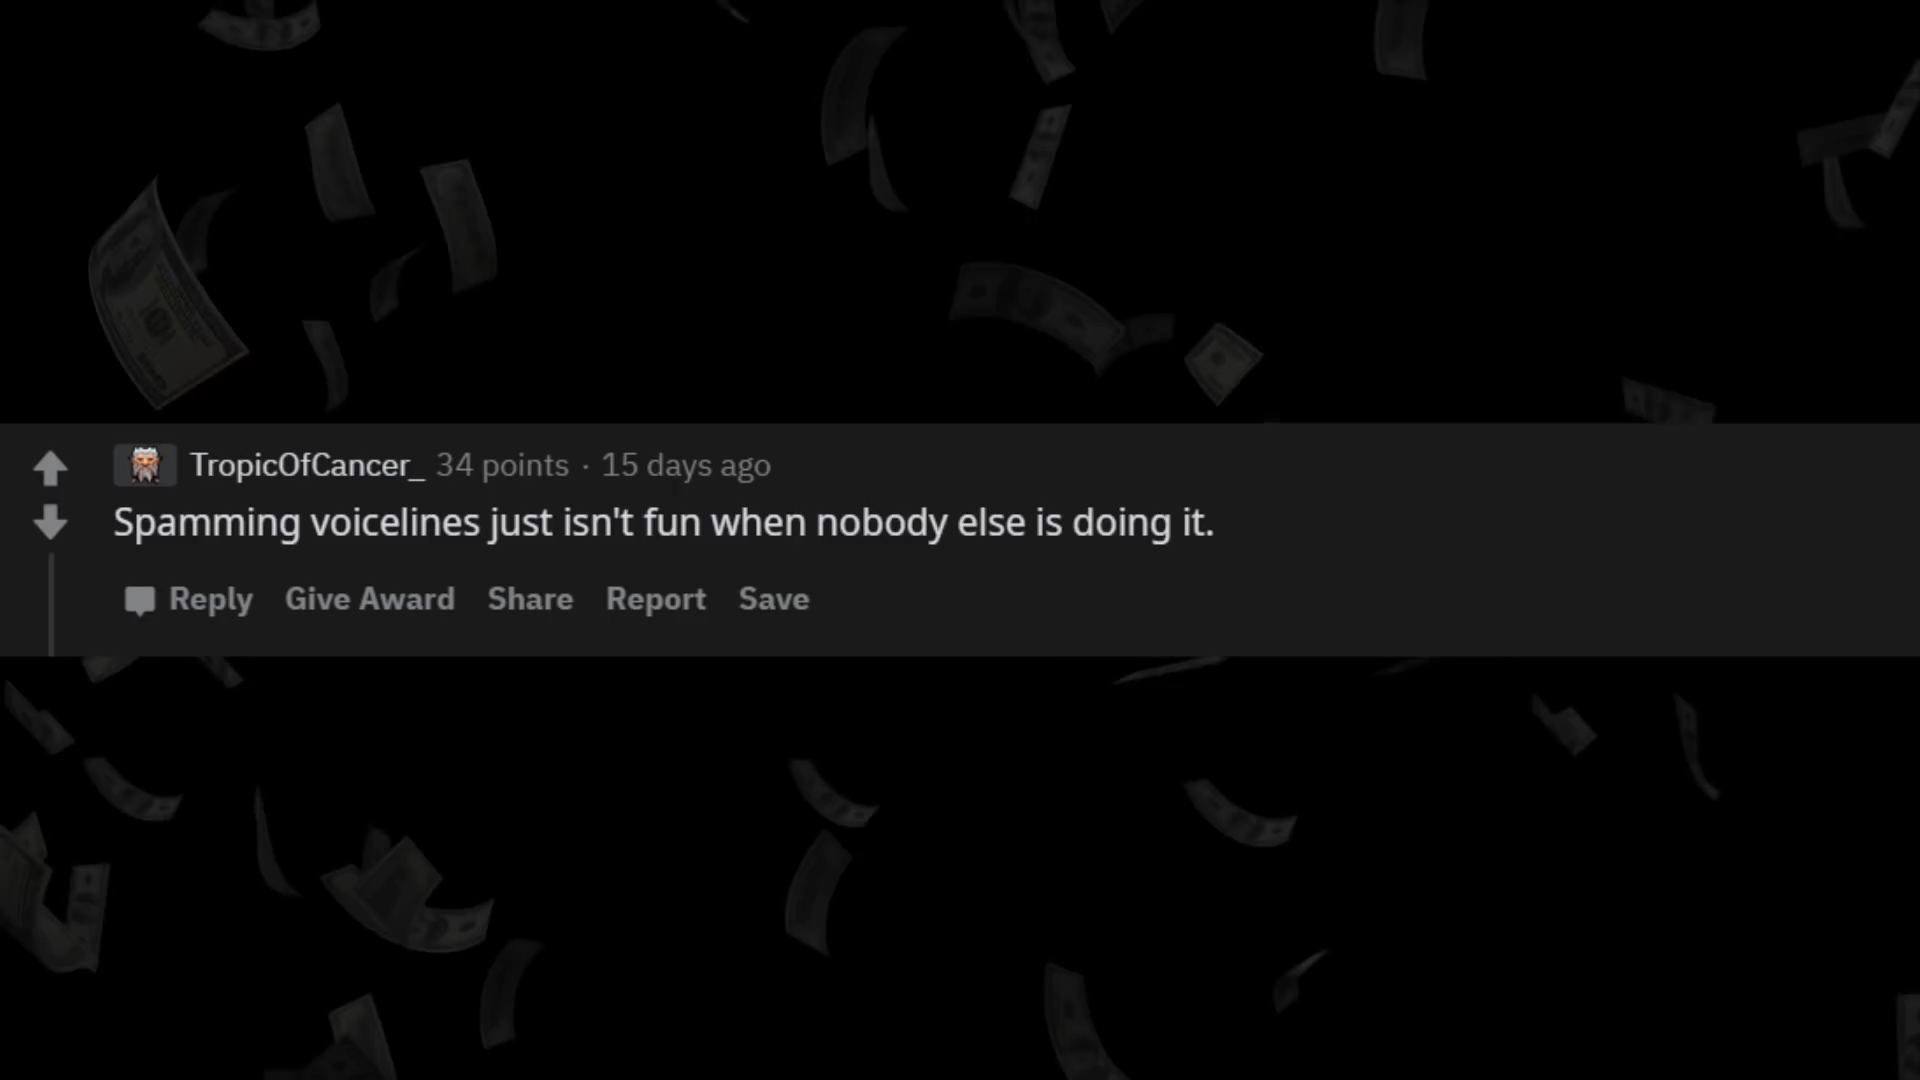 TropicOfCancer_ 34 points · 15 days ago
Spamming voicelines just isn't fun when nobody else is doing it.
Reply Give Award Share Report Save